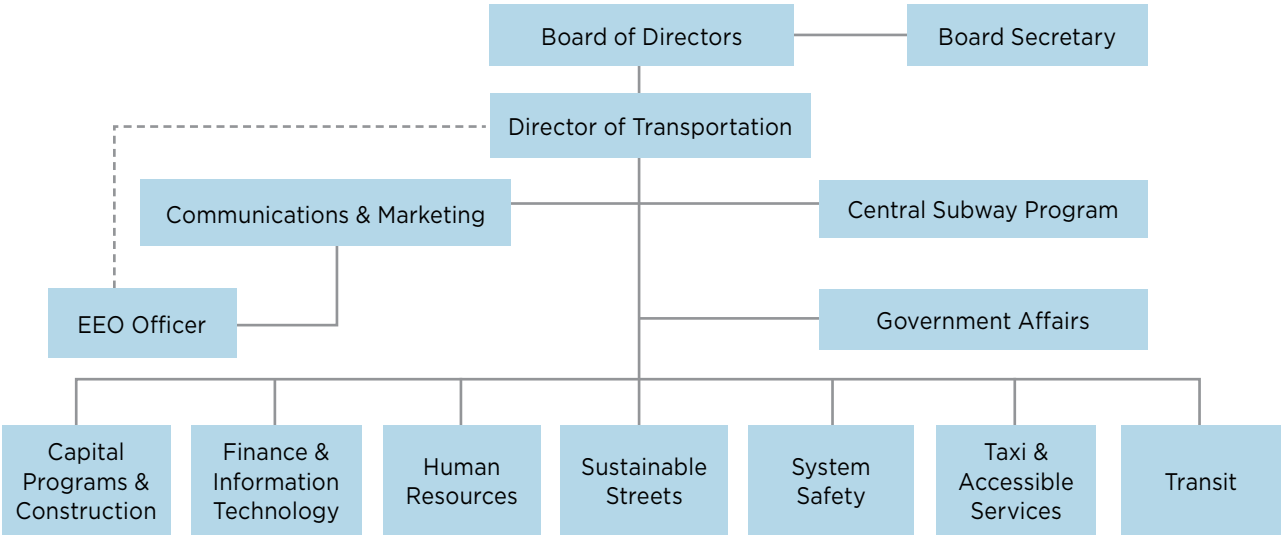 Board of Directors
Board Secretary
Director of Transportation
Communications & Marketing
Central Subway Program
EEO Officer
Government Affairs
Capital
Programs &
Construction
Finance &
Information
Technology
Human
Resources
Sustainable
Streets
System
Safety
Taxi &
Accessible
Services
Transit